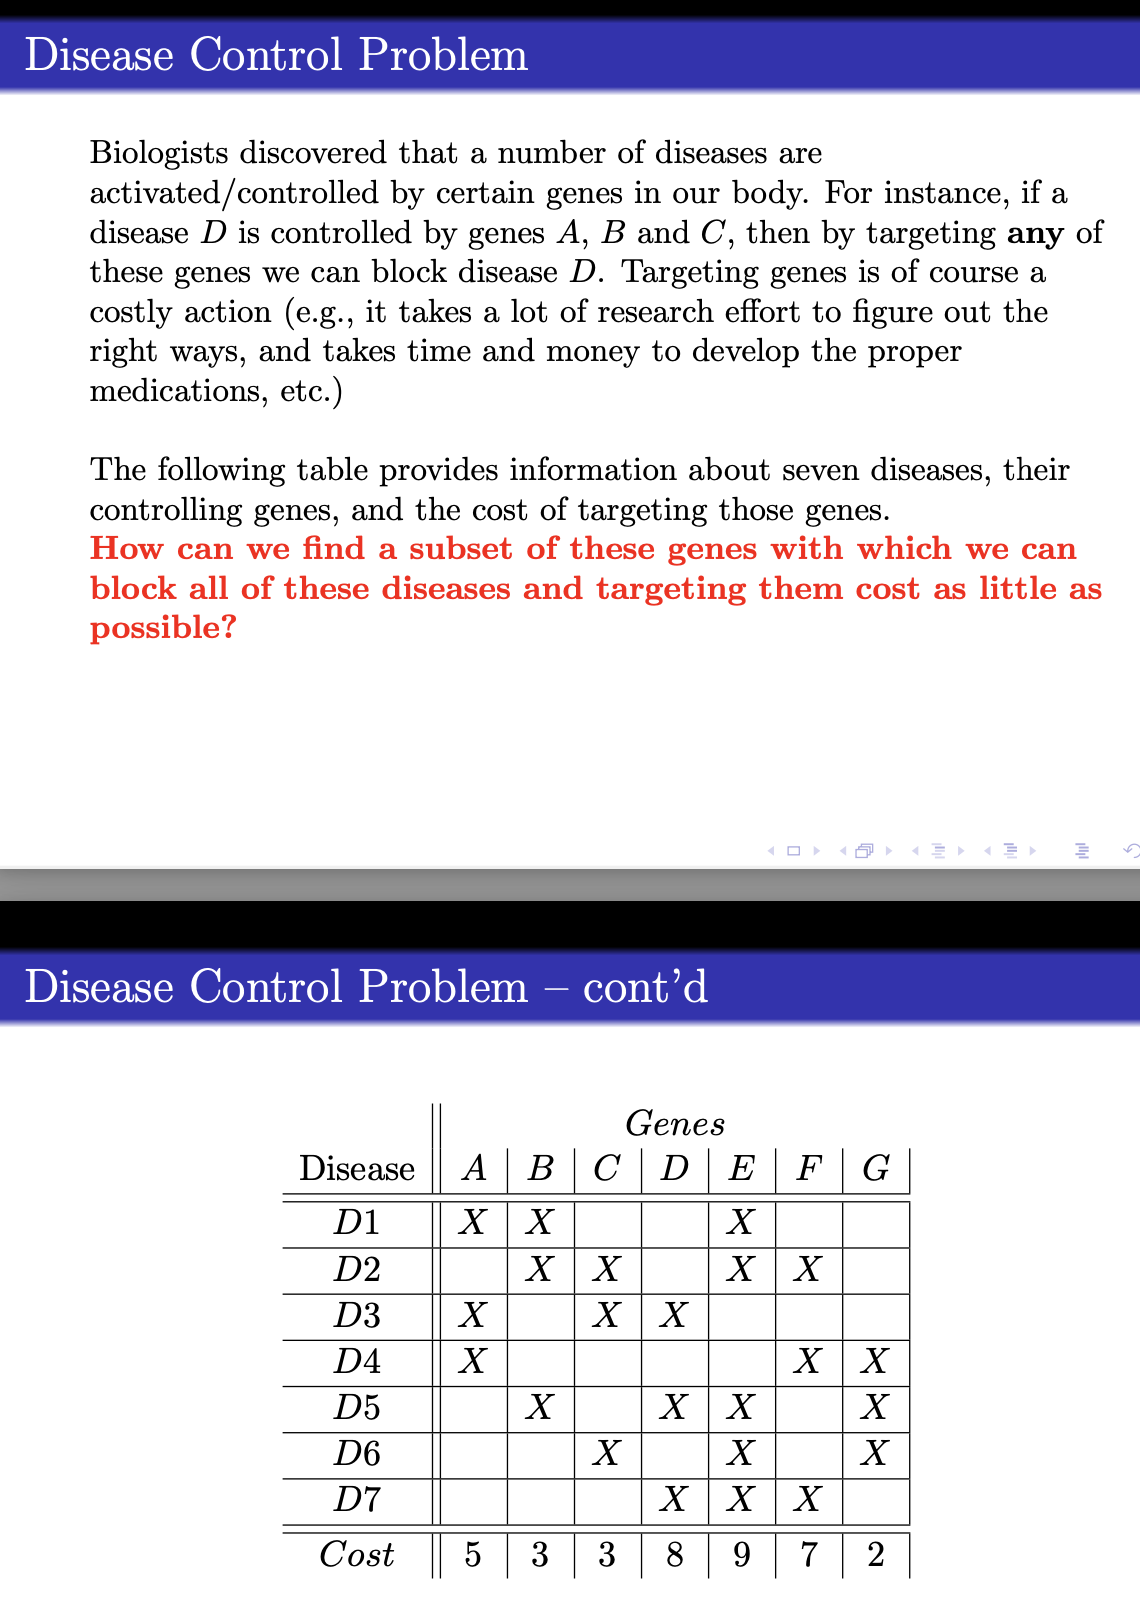 Disease Control Problem
Biologists discovered that a number of diseases are
activated/controlled by certain genes in our body. For instance, if a
disease D is controlled by genes A, B and C, then by targeting any of
these genes we can block disease D. Targeting genes is of course a
costly action (e.g., it takes a lot of research effort to figure out the
right ways, and takes time and money to develop the proper
medications, etc.)
The following table provides information about seven diseases, their
controlling genes, and the cost of targeting those genes.
How can we find a subset of these genes with which we can
block all of these diseases and targeting them cost as little as
possible?
Disease Control Problem – cont'd
Genes
Disease A B C D E F G
D1 X X X
D2 X X X X
D3 X X X
D4 X X X
D5 X X X X
D6 X X X
D7 X X X
Cost 5 3 3 8 9 7 2